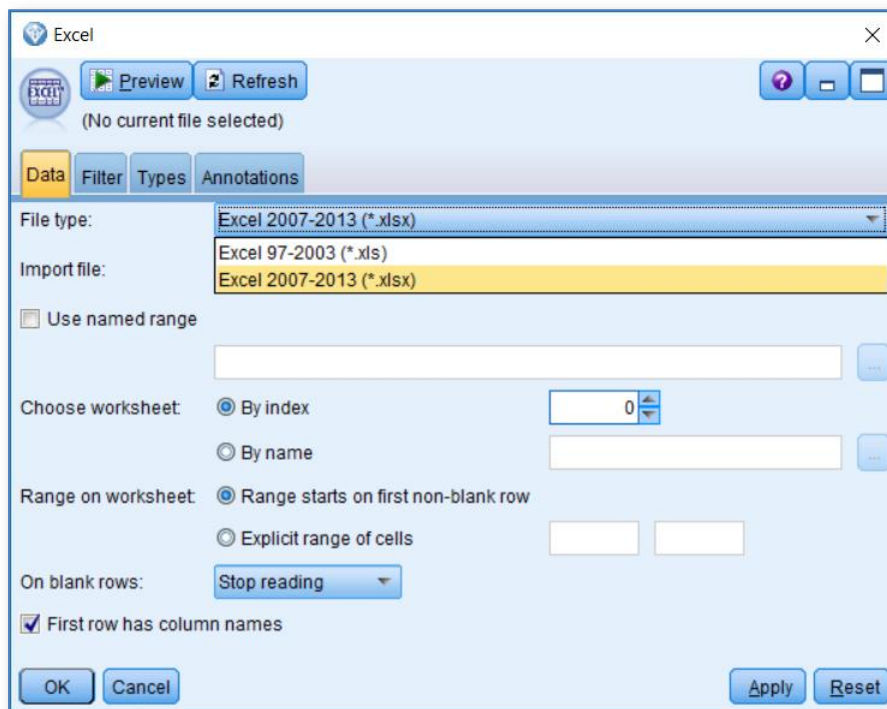 Excel
EXCEL
Preview Refresh
(No current file selected)
Data Filter Types Annotations
File type: Excel 2007-2013 (*.xlsx)
Excel 97-2003 (*.xls)
Import file:
Excel 2007-2013 (*.xlsx)
Use named range
...
Choose worksheet: By index 0
By name ...
Range on worksheet: Range starts on first non-blank row
Explicit range of cells
On blank rows: Stop reading
First row has column names
OK Cancel Apply Reset